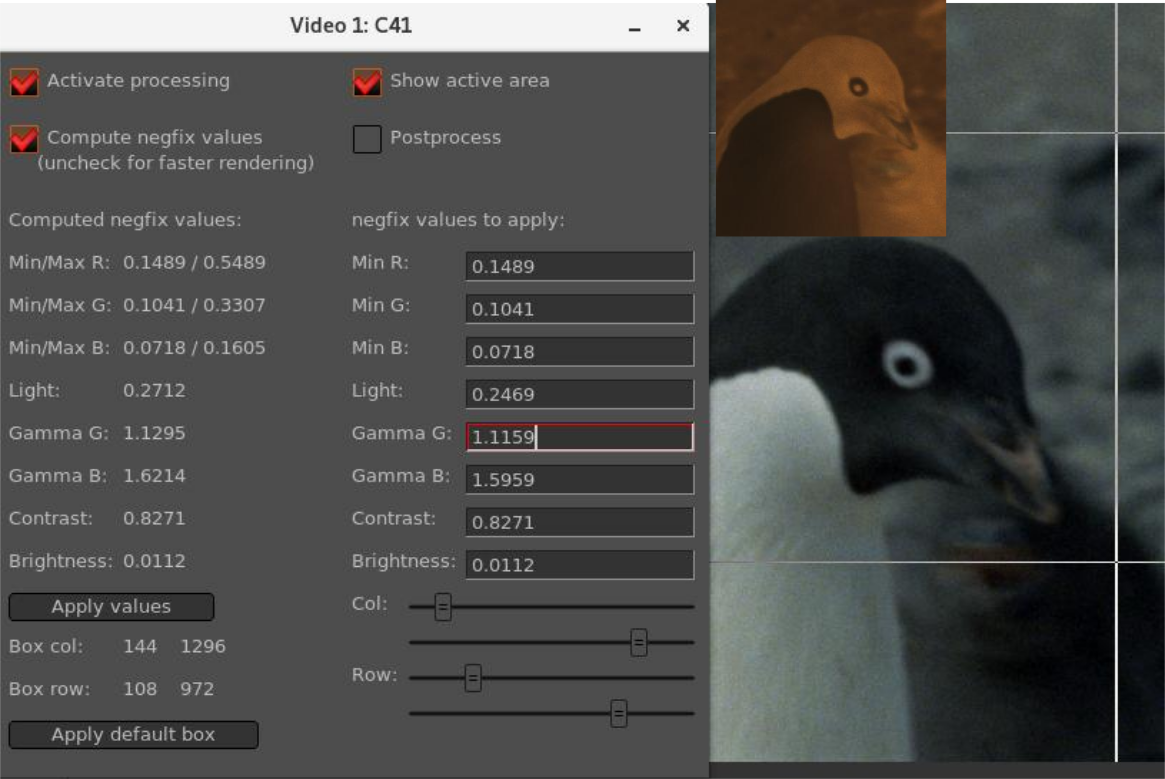 Video 1: C41
Activate processing
Show active area
Compute negfix values
(uncheck for faster rendering)
Postprocess
Computed negfix values:
negfix values to apply:
Min/Max R: 0.1489 / 0.5489
Min R: 0.1489
Min/Max G: 0.1041 / 0.3307
Min G: 0.1041
Min/Max B: 0.0718 / 0.1605
Min B: 0.0718
Light: 0.2712
Light: 0.2469
Gamma G: 1.1295
Gamma G: 1.1159
Gamma B: 1.6214
Gamma B: 1.5959
Contrast: 0.8271
Contrast: 0.8271
Brightness: 0.0112
Brightness: 0.0112
Apply values
Col:
Box col: 144 1296
Row:
Box row: 108 972
Apply default box